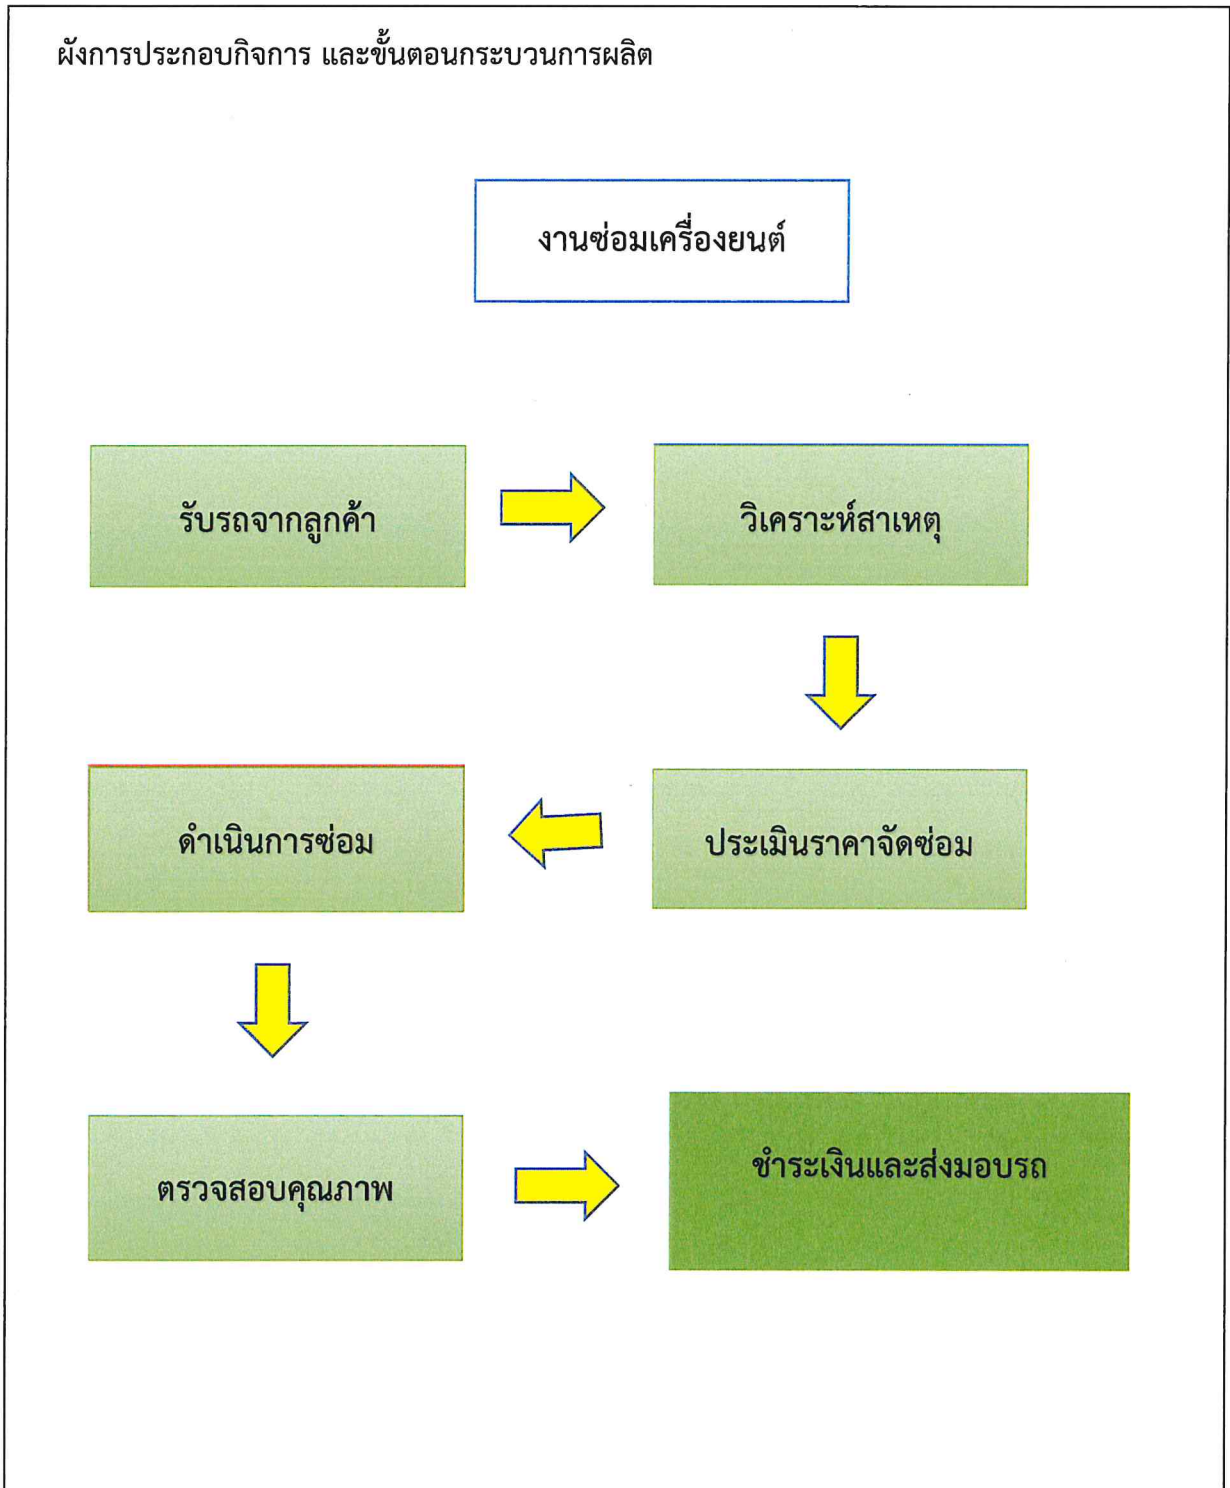 ผังการประกอบกิจการ และขั้นตอนกระบวนการผลิต
งานซ่อมเครื่องยนต์
รับรถจากลูกค้า
วิเคราะห์สาเหตุ
ประเมินราคาจัดซ่อม
ดำเนินการซ่อม
ตรวจสอบคุณภาพ
ชำระเงินและส่งมอบรถ